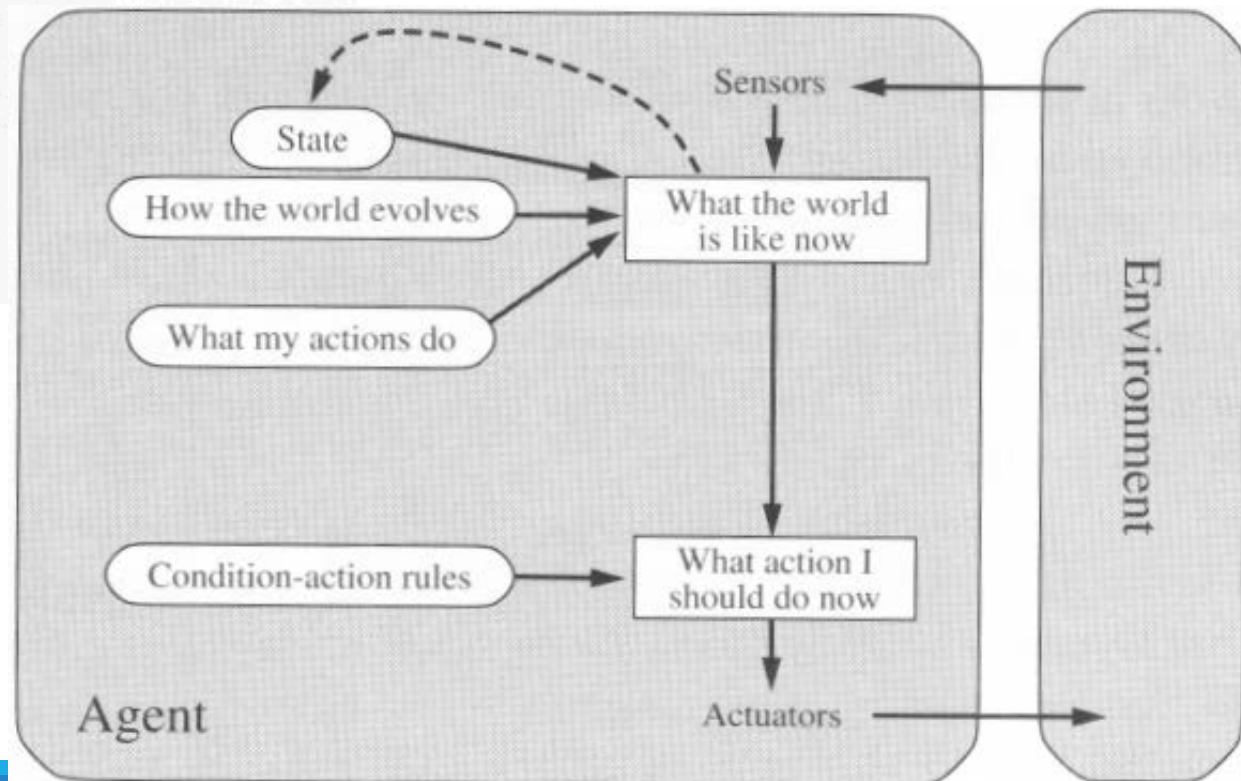 Sensors
State
What the world
is like now
How the world evolves
What my actions do
Environment
Condition-action rules
What action I
should do now
Agent
Actuators